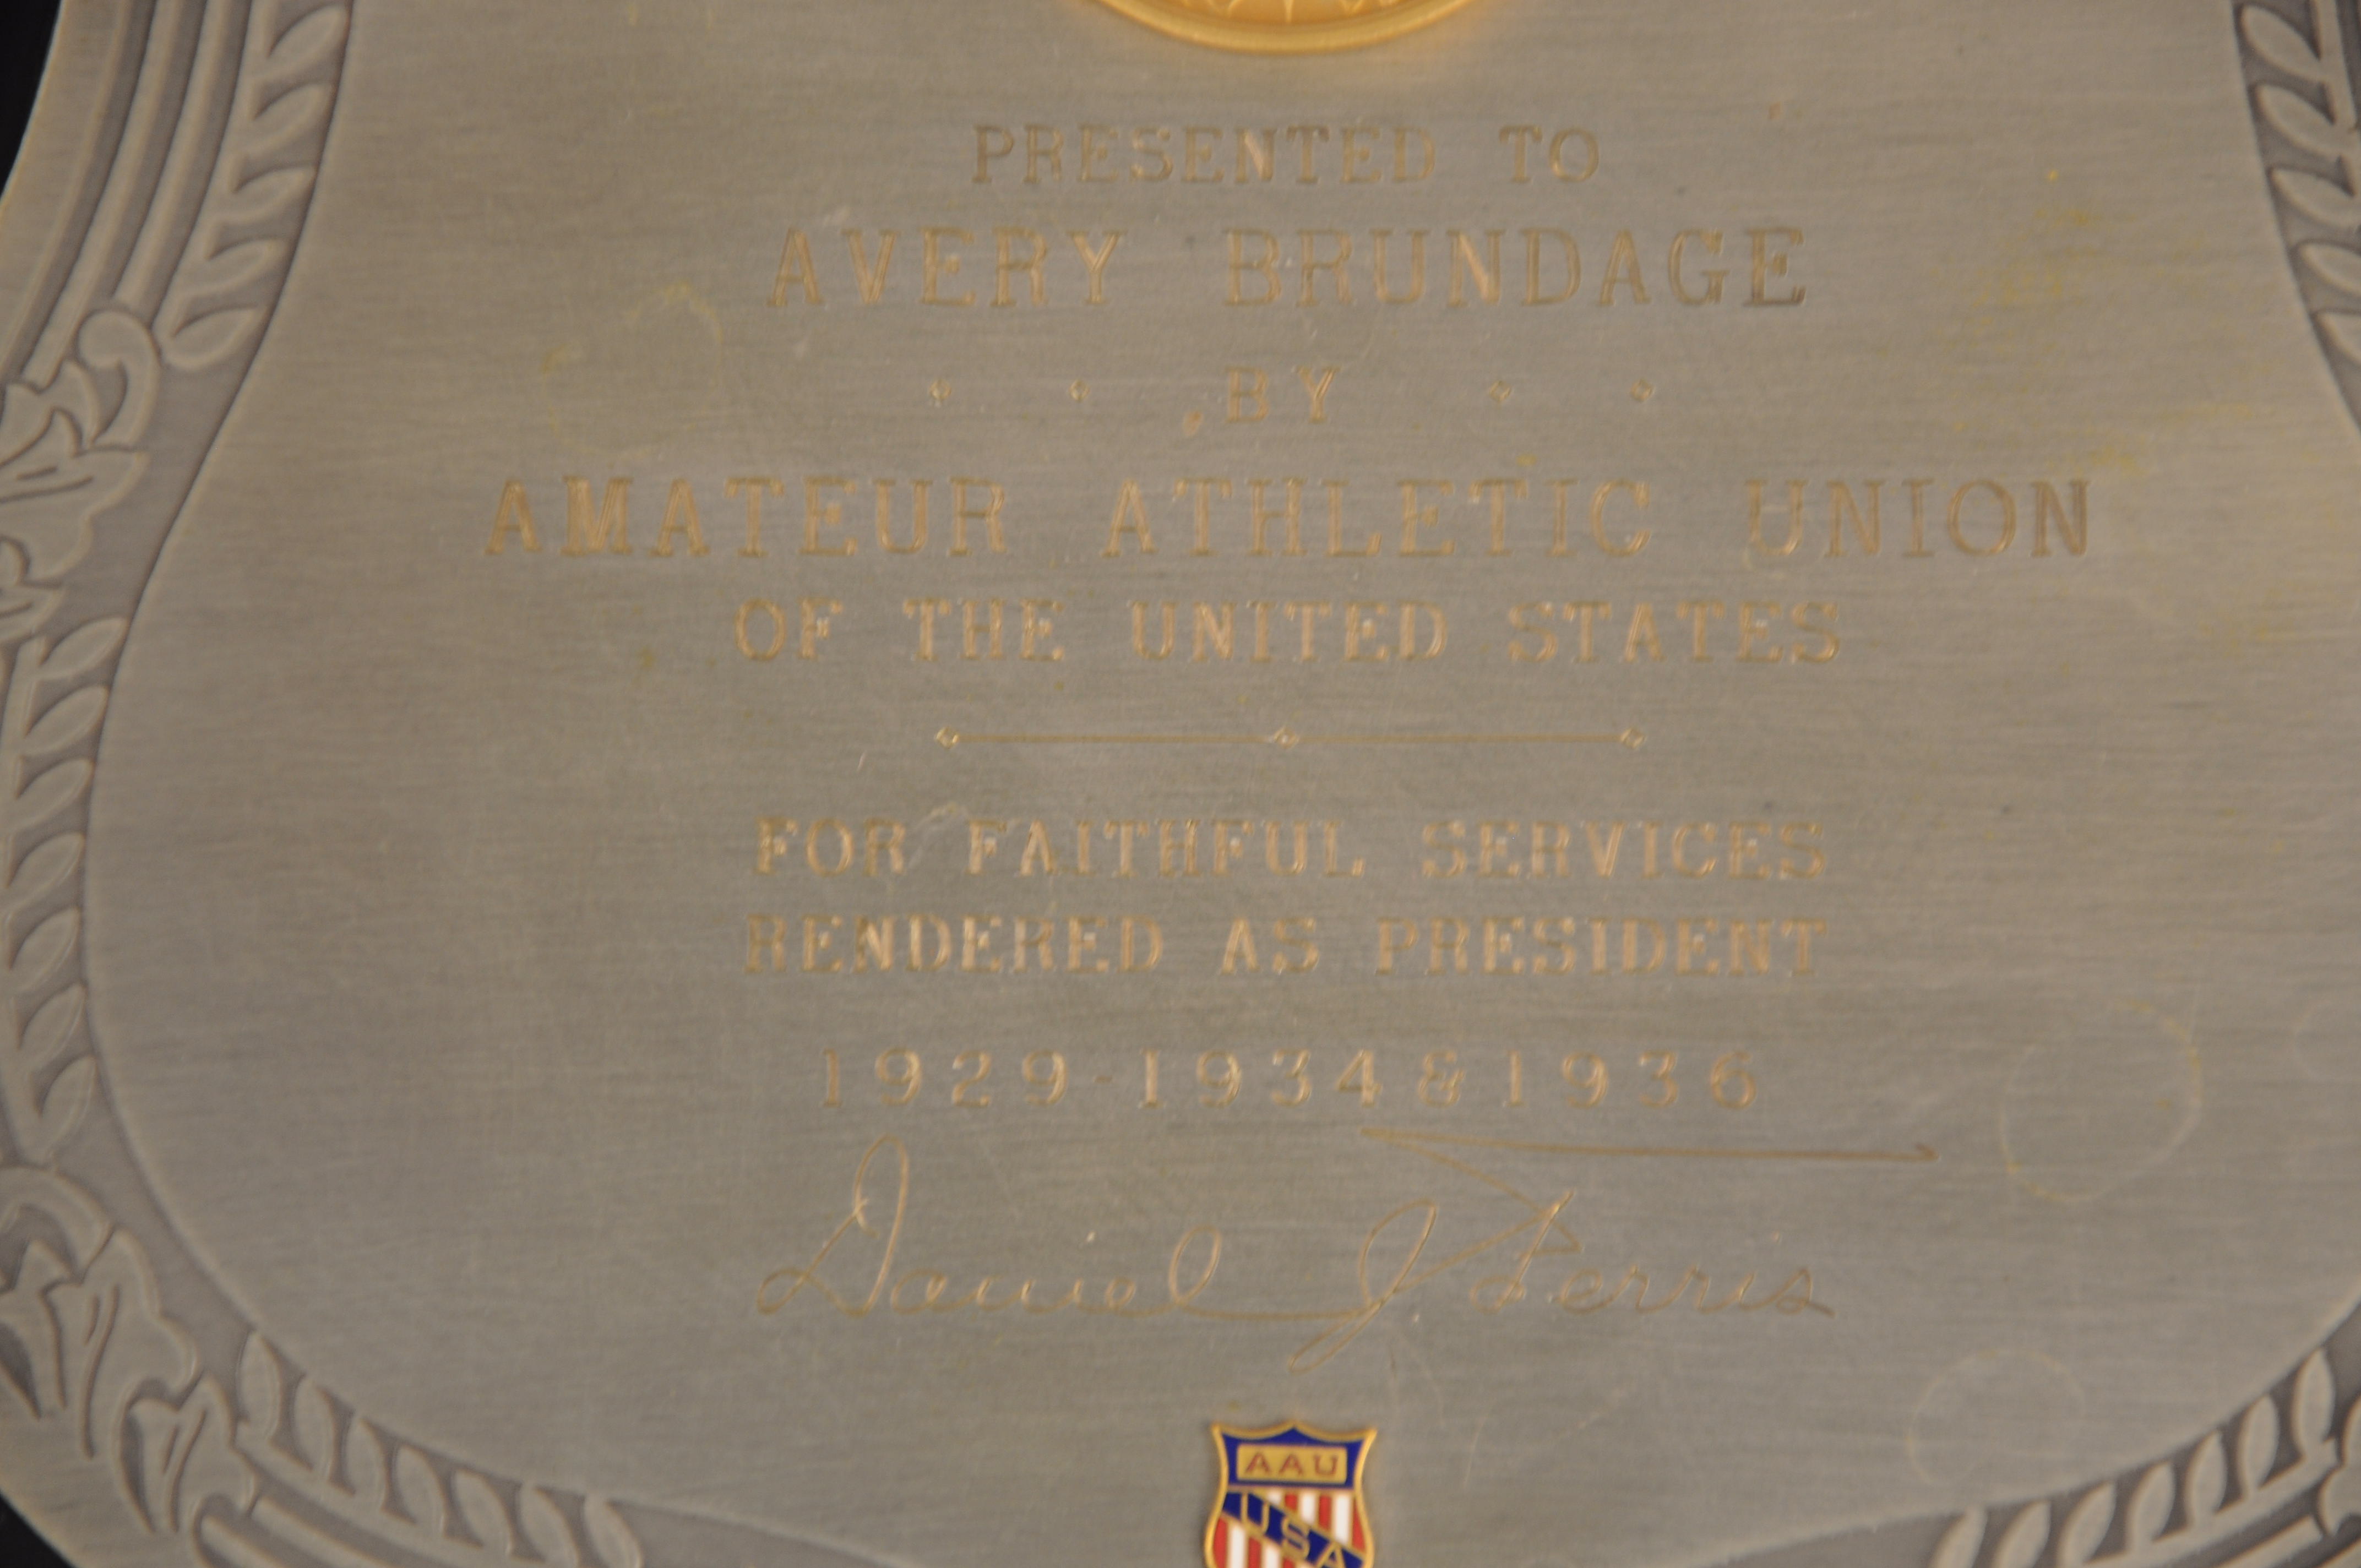 PRESENTED TO
AVERY BRUNDAGE
BY
AMATEUR ATHLETIC UNION
OF THE UNITED STATES
FOR FAITHFUL SERVICES
RENDERED AS PRESIDENT
1929-1934 & 1936
Daniel J Ferris
AAU
USA